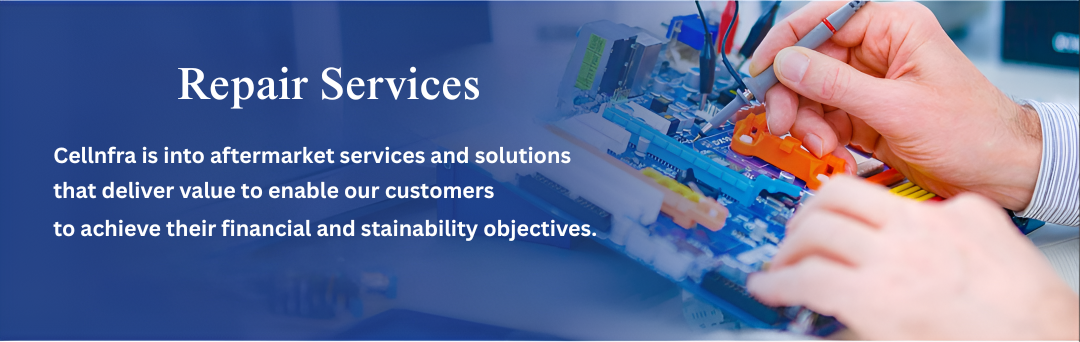 Repair Services
Cellnfra is into aftermarket services and solutions
that deliver value to enable our customers
to achieve their financial and stainability objectives.